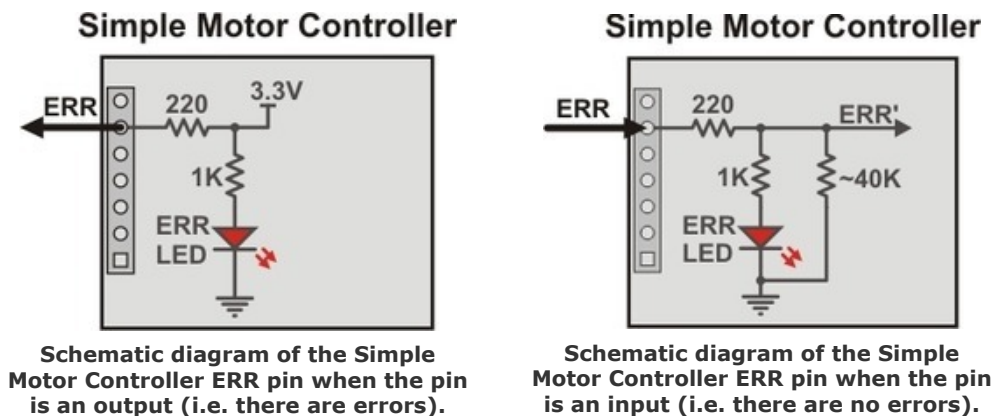 Simple Motor Controller
ERR
220
3.3V
1K
ERR
LED
Schematic diagram of the Simple
Motor Controller ERR pin when the pin
is an output (i.e. there are errors).
Simple Motor Controller
ERR
220
ERR'
1K
~40K
ERR
LED
Schematic diagram of the Simple
Motor Controller ERR pin when the pin
is an input (i.e. there are no errors).